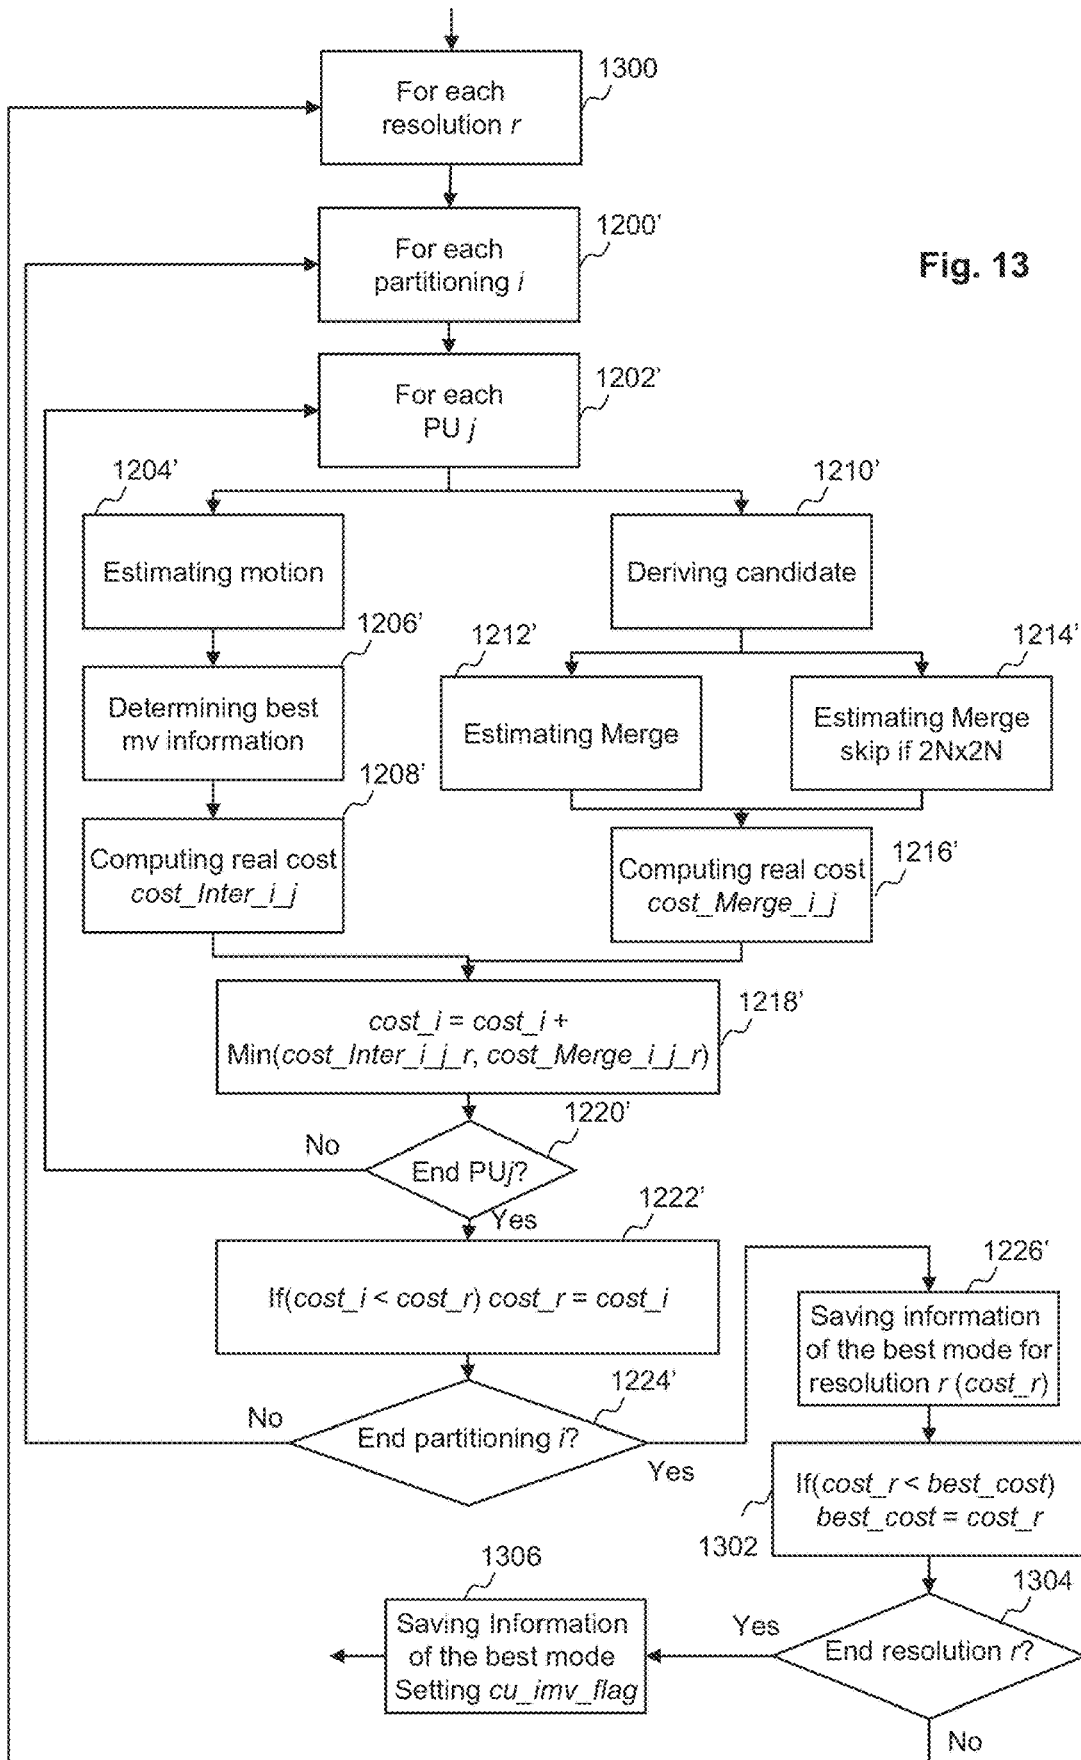 1300
For each
resolution r
1200'
For each
partitioning i
Fig. 13
1202'
For each
PU j
1204'
1210'
Estimating motion
Deriving candidate
1206'
1212'
1214'
Determining best
mv information
Estimating Merge
Estimating Merge
skip if 2Nx2N
1208'
Computing real cost
cost_Inter_i_j
1216'
Computing real cost
cost_Merge_i_j
1218'
cost_i = cost_i +
Min(cost_Inter_i_j_r, cost_Merge_i_j_r)
1220'
No
End PUj?
Yes
1222'
If(cost_i < cost_r) cost_r = cost_i
1226'
Saving information
of the best mode for
resolution r (cost_r)
1224'
No
End partitioning i?
Yes
If(cost_r < best_cost)
best_cost = cost_r
1302
1306
1304
Saving Information
of the best mode
Setting cu_imv_flag
Yes
End resolution r?
No